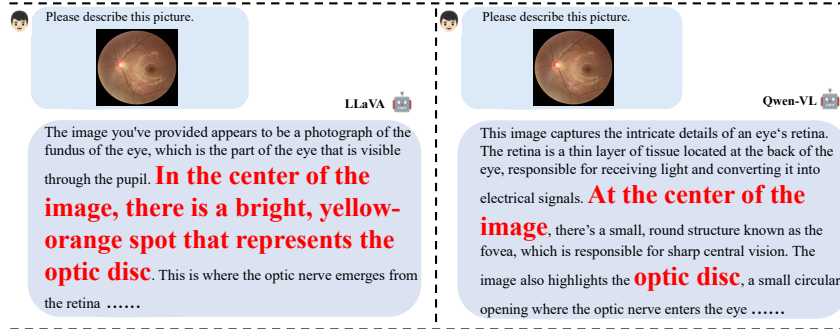 Please describe this picture.
LLaVA
The image you've provided appears to be a photograph of the
fundus of the eye, which is the part of the eye that is visible
through the pupil. In the center of the
image, there is a bright, yellow-
orange spot that represents the
optic disc. This is where the optic nerve emerges from
the retina ……
Please describe this picture.
Qwen-VL
This image captures the intricate details of an eye‘s retina.
The retina is a thin layer of tissue located at the back of the
eye, responsible for receiving light and converting it into
electrical signals. At the center of the
image, there’s a small, round structure known as the
fovea, which is responsible for sharp central vision. The
image also highlights the optic disc, a small circular
opening where the optic nerve enters the eye ……